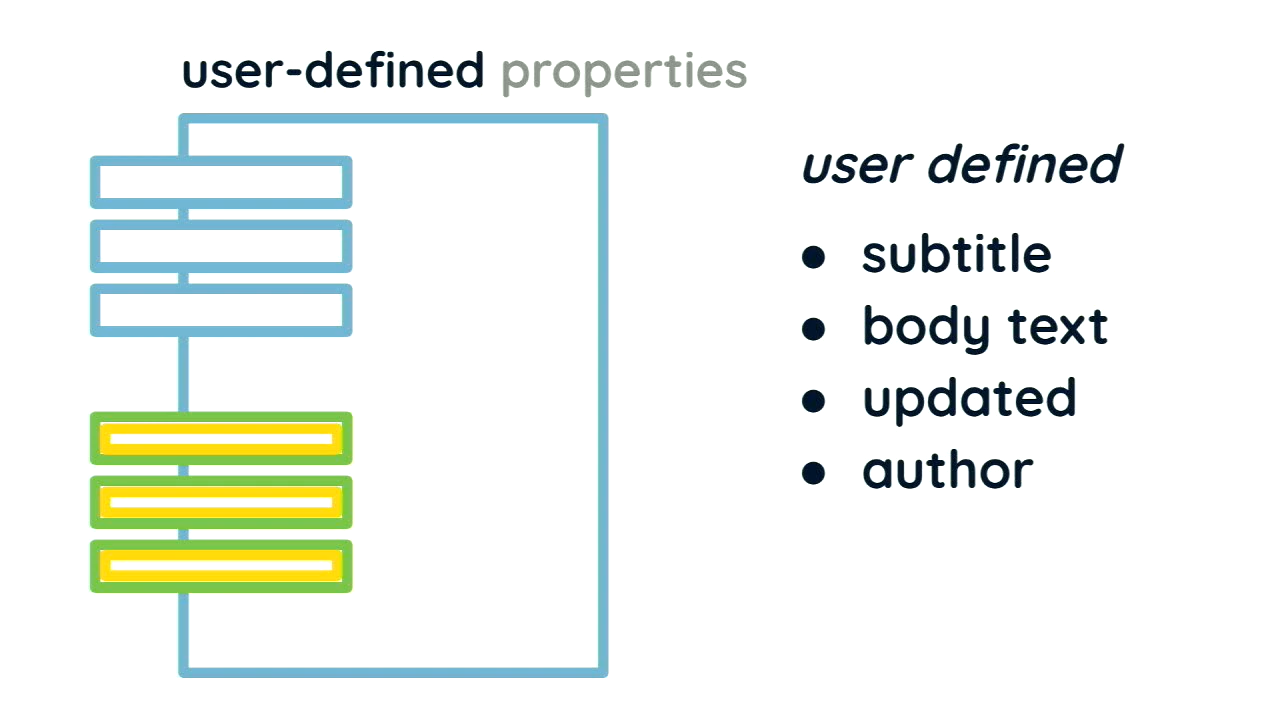 user-defined properties
user defined
● subtitle
● body text
● updated
● author